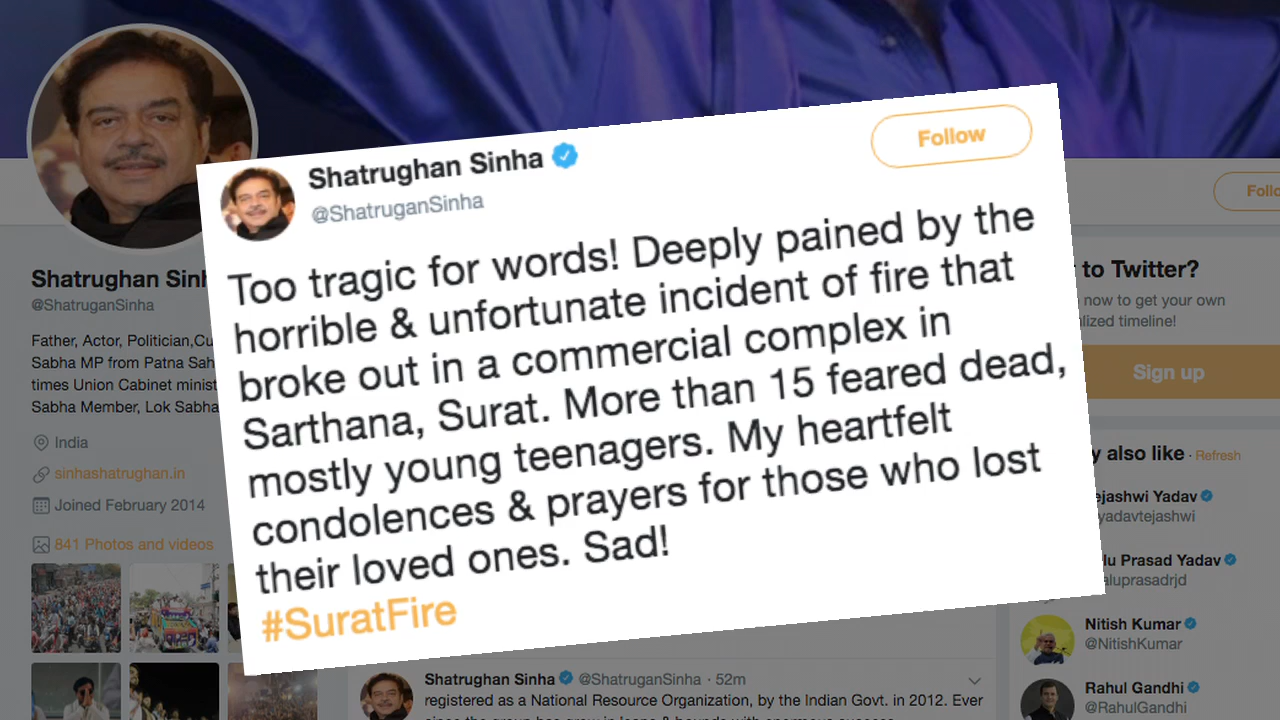 Shatrughan Sinha
@ShatruganSinha
Follow
Too tragic for words! Deeply pained by the
horrible & unfortunate incident of fire that
broke out in a commercial complex in
Sarthana, Surat. More than 15 feared dead,
mostly young teenagers. My heartfelt
condolences & prayers for those who lost
their loved ones. Sad!
#SuratFire
Shatrughan
@ShatruganSinha
Father, Actor, Politician,
Sabha MP from Patna
times Union Cabinet
Sabha Member, Lok Sabha
India
sinhashatrughan.in
Joined February 2014
841 Photos and videos
Shatrughan Sinha @ShatruganSinha · 52m
registered as a National Resource Organization, by the Indian Govt. in 2012. Ever
to Twitter?
now to get your own
timeline!
Sign up
also like · Refresh
Yadav
Prasad Yadav
Nitish Kumar
@NitishKumar
Rahul Gandhi
@RahulGandhi